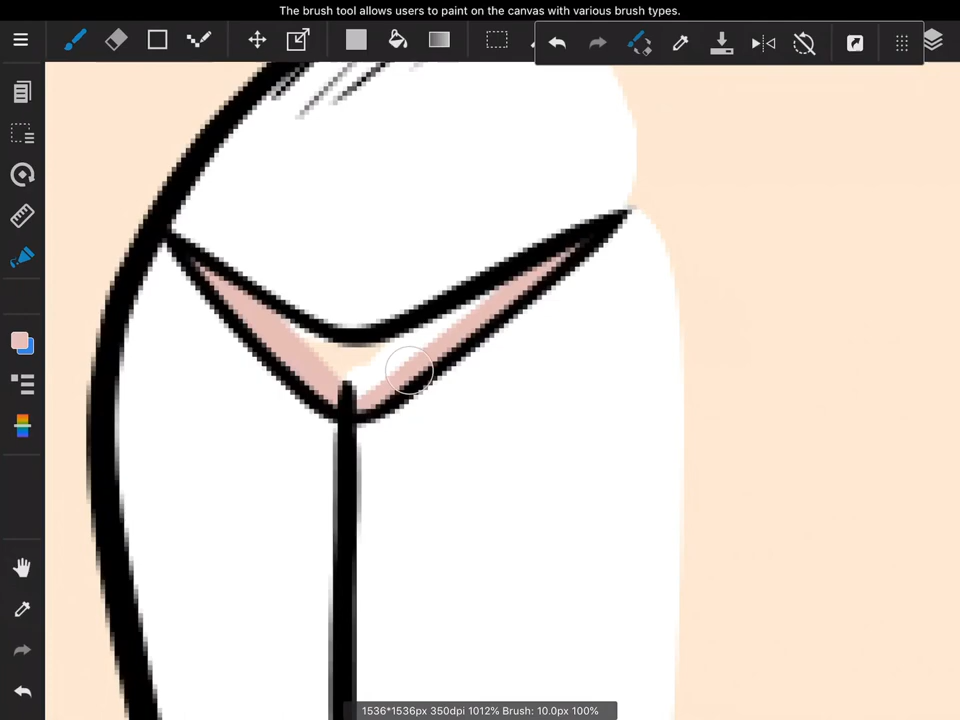 The brush tool allows users to paint on the canvas with various brush types.
1536*1536px 350dpi 1012% Brush: 10.0px 100%